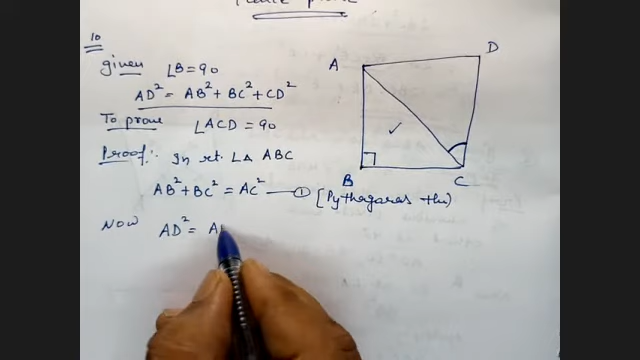 10
given ∠B = 90
AD² = AB² + BC² + CD²
To prove ∠ACD = 90
Proof:. In rt. ∠△ ABC
AB² + BC² = AC² — ① [Pythagoras thm)
Now AD² = A
A
D
B
C